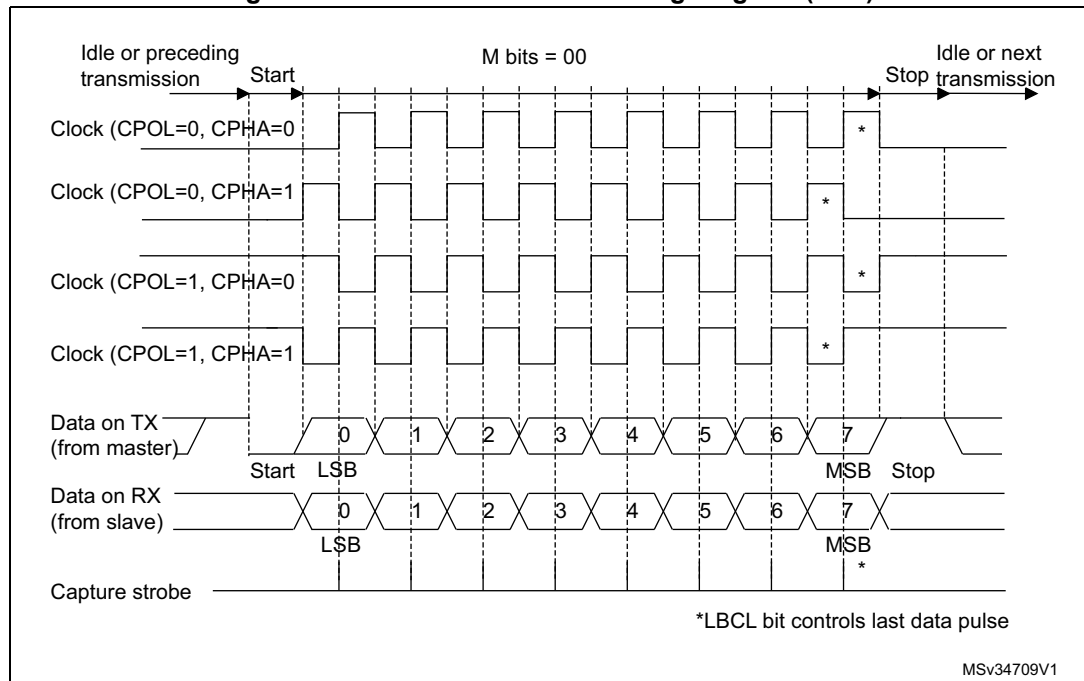 Idle or preceding
transmission
Start
M bits = 00
Stop
Idle or next
transmission
Clock (CPOL=0, CPHA=0
*
Clock (CPOL=0, CPHA=1
*
Clock (CPOL=1, CPHA=0
*
Clock (CPOL=1, CPHA=1
*
Data on TX
(from master)
0 1 2 3 4 5 6 7
Start LSB MSB Stop
Data on RX
(from slave)
0 1 2 3 4 5 6 7
LSB MSB
*
Capture strobe
*LBCL bit controls last data pulse
MSv34709V1